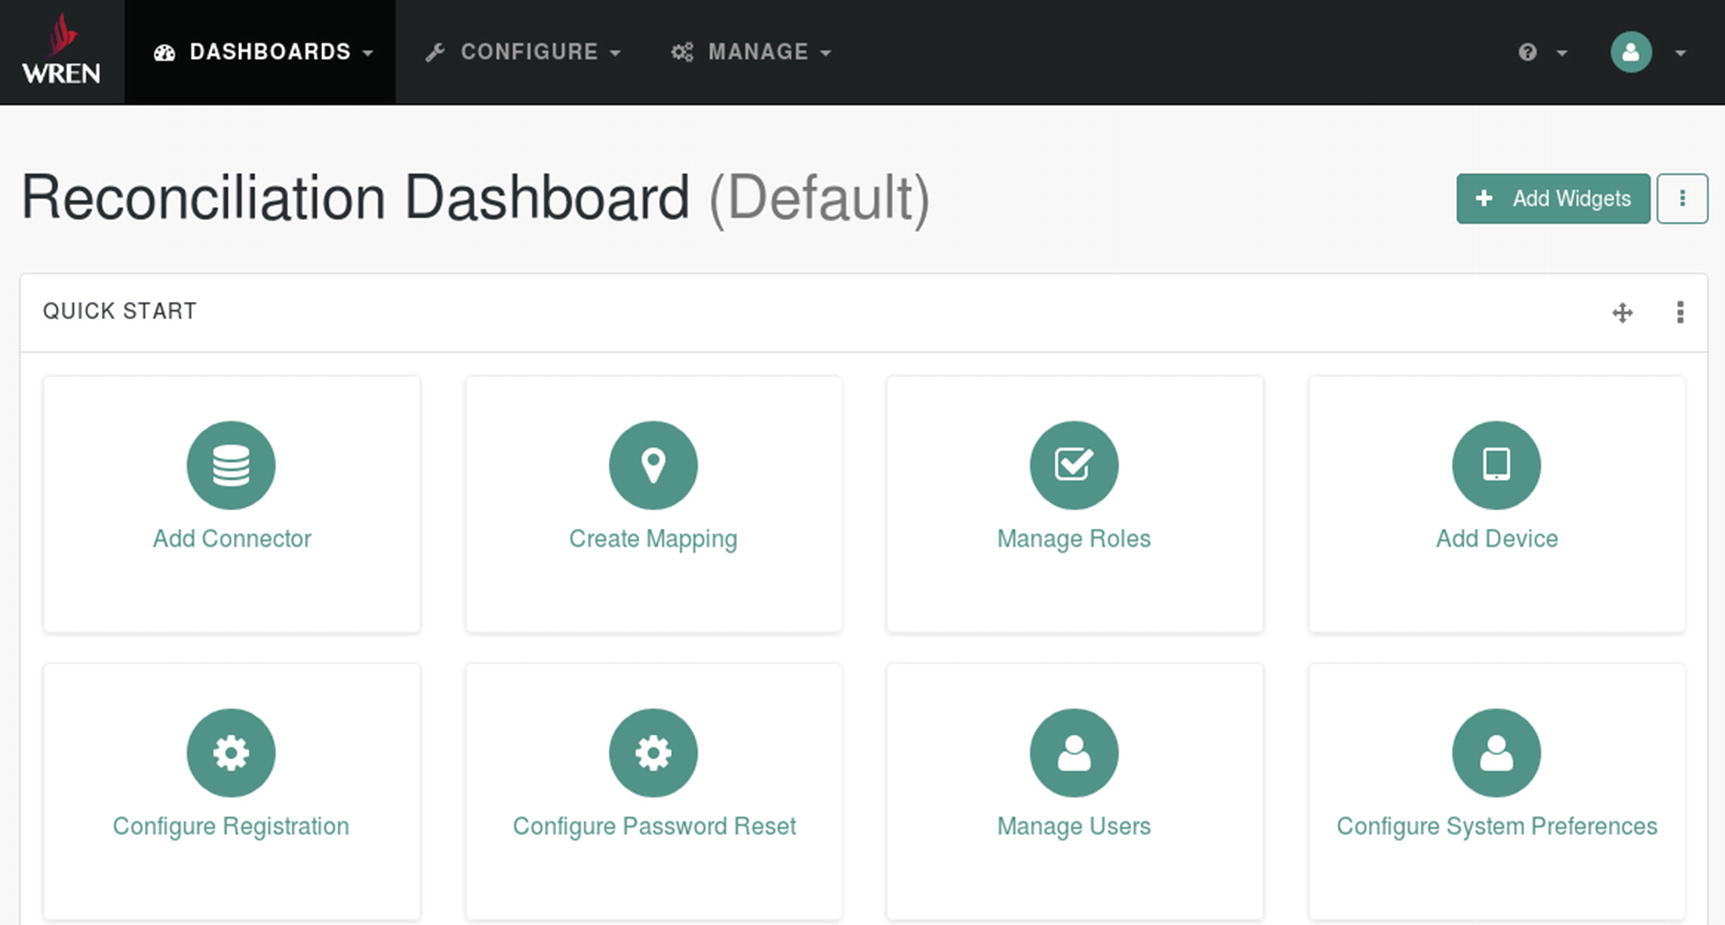 WREN
DASHBOARDS
CONFIGURE
MANAGE
Reconciliation Dashboard (Default)
Add Widgets
QUICK START
Add Connector
Create Mapping
Manage Roles
Add Device
Configure Registration
Configure Password Reset
Manage Users
Configure System Preferences